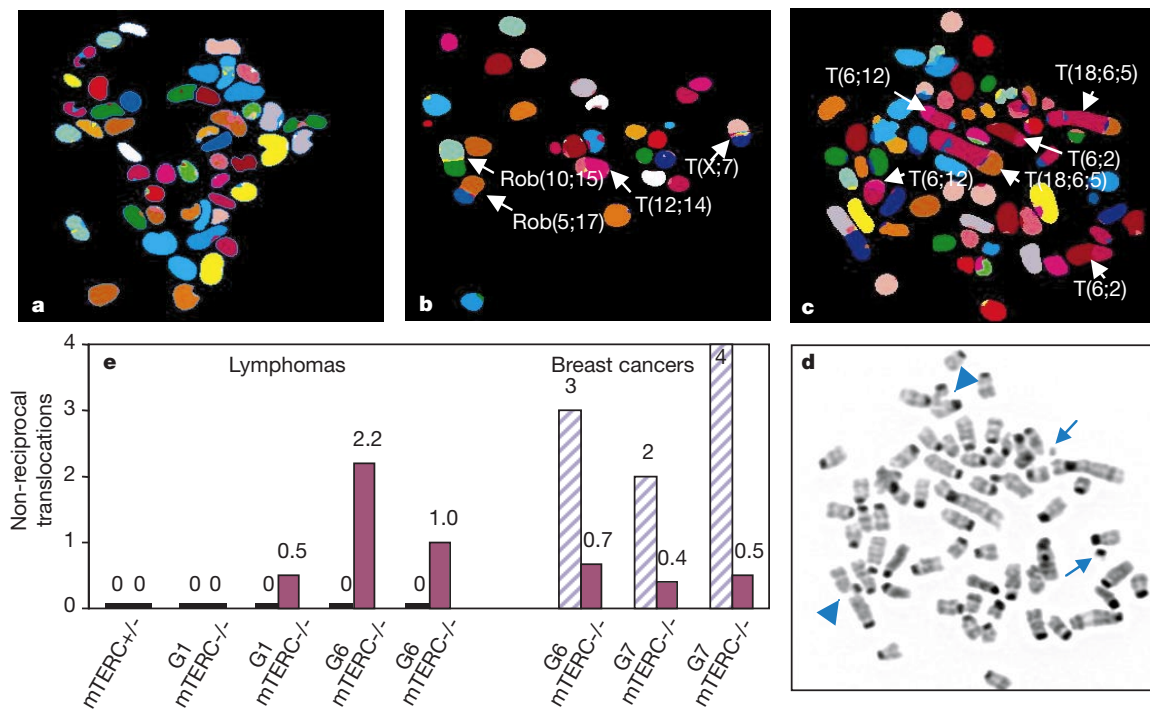 a
b
Rob(10;15)
Rob(5;17)
T(12;14)
T(X;7)
c
T(6;12)
T(18;6;5)
T(6;2)
T(6;12)
T(18;6;5)
T(6;2)
e
Lymphomas
Breast cancers
Non-reciprocal
translocations
4
3
2
1
0
0 0
0 0
0 0.5
0 2.2
0 1.0
3 0.7
2 0.4
4 0.5
mTERC+/-
G1
mTERC-/-
G1
mTERC-/-
G6
mTERC-/-
G6
mTERC-/-
G6
mTERC-/-
G7
mTERC-/-
G7
mTERC-/-
d